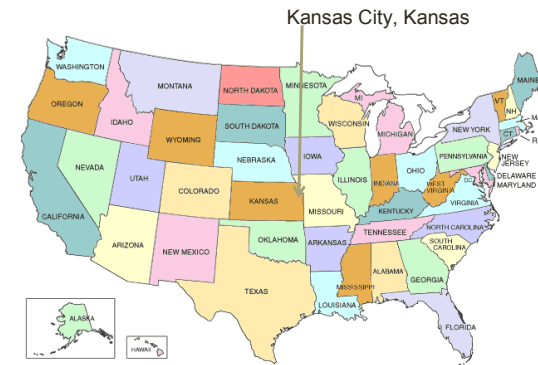 Kansas City, Kansas
WASHINGTON
MONTANA
NORTH DAKOTA
MINNESOTA
MAINE
OREGON
IDAHO
WYOMING
SOUTH DAKOTA
WISCONSIN
MI
MICHIGAN
VT
NH
NEW YORK
CT
R
NEVADA
UTAH
COLORADO
NEBRASKA
IOWA
ILLINOIS
INDIANA
OHIO
PENNSYLVANIA
NEW
JERSEY
DELAWARE
MARYLAND
DC
WEST
VIRGINIA
VIRGINIA
CALIFORNIA
KANSAS
MISSOURI
KENTUCKY
NORTH CAROLINA
ARIZONA
NEW MEXICO
OKLAHOMA
ARKANSAS
TENNESSEE
SOUTH
CAROLINA
TEXAS
LOUISIANA
MISSISSIPPI
ALABAMA
GEORGIA
FLORIDA
ALASKA
HAWAII